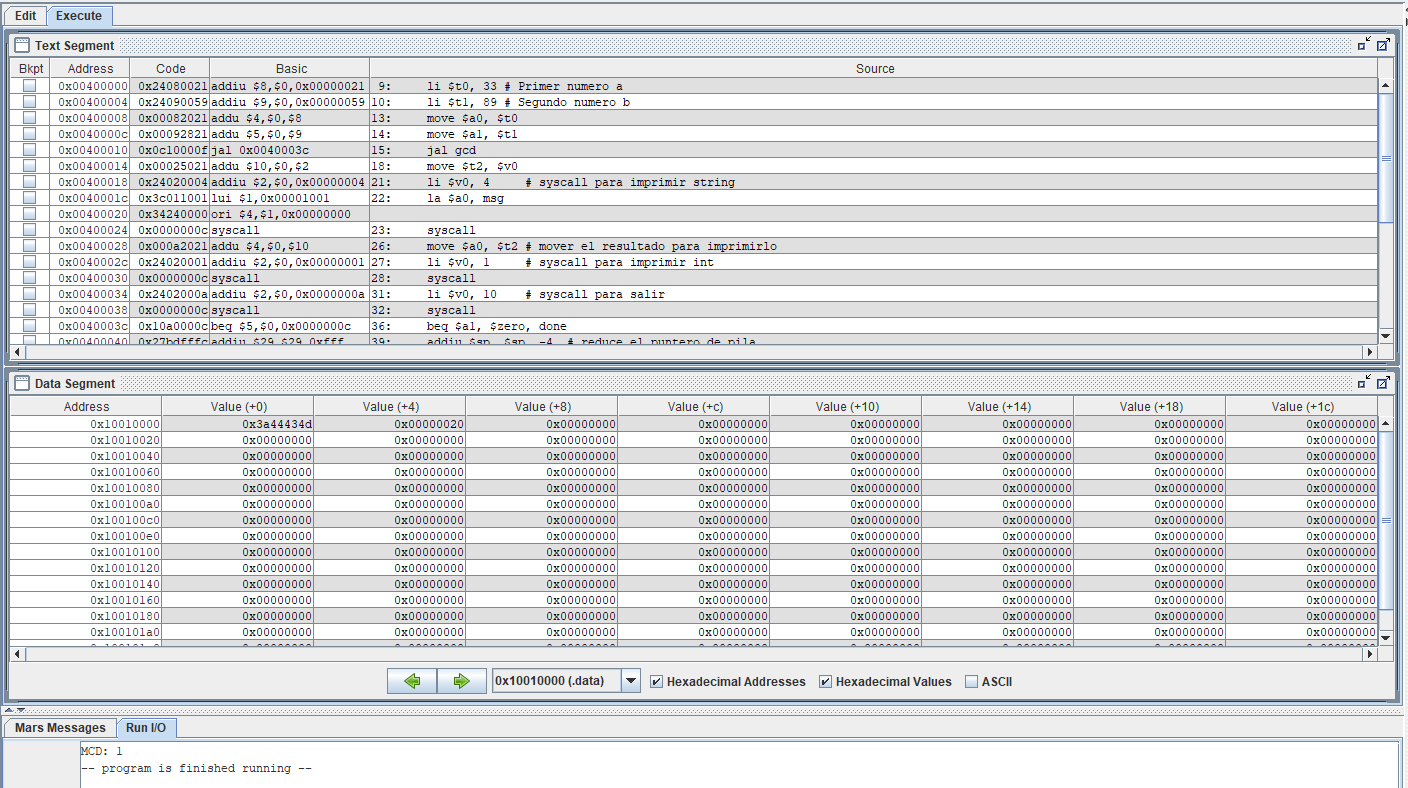 Edit Execute
Text Segment
Bkpt Address Code Basic Source
0x00400000 0x24080021 addiu $8,$0,0x00000021 9: li $t0, 33 # Primer numero a
0x00400004 0x24090059 addiu $9,$0,0x00000059 10: li $t1, 89 # Segundo numero b
0x00400008 0x00082021 addu $4,$0,$8 13: move $a0, $t0
0x0040000c 0x00092821 addu $5,$0,$9 14: move $a1, $t1
0x00400010 0x0c10000f jal 0x0040003c 15: jal gcd
0x00400014 0x00025021 addu $10,$0,$2 18: move $t2, $v0
0x00400018 0x24020004 addiu $2,$0,0x00000004 21: li $v0, 4 # syscall para imprimir string
0x0040001c 0x3c011001 lui $1,0x00001001 22: la $a0, msg
0x00400020 0x34240000 ori $4,$1,0x00000000
0x00400024 0x0000000c syscall 23: syscall
0x00400028 0x000a2021 addu $4,$0,$10 26: move $a0, $t2 # mover el resultado para imprimirlo
0x0040002c 0x24020001 addiu $2,$0,0x00000001 27: li $v0, 1 # syscall para imprimir int
0x00400030 0x0000000c syscall 28: syscall
0x00400034 0x2402000a addiu $2,$0,0x0000000a 31: li $v0, 10 # syscall para salir
0x00400038 0x0000000c syscall 32: syscall
0x0040003c 0x10a0000c beq $5,$0,0x0000000c 36: beq $a1, $zero, done
0x00400040 0x27bdfffc addiu $29,$29,0xfff 39: addiu $sp, $sp, -4 # reduce el puntero de pila
Data Segment
Address Value (+0) Value (+4) Value (+8) Value (+c) Value (+10) Value (+14) Value (+18) Value (+1c)
0x10010000 0x3a44434d 0x00000020 0x00000000 0x00000000 0x00000000 0x00000000 0x00000000 0x00000000
0x10010020 0x00000000 0x00000000 0x00000000 0x00000000 0x00000000 0x00000000 0x00000000 0x00000000
0x10010040 0x00000000 0x00000000 0x00000000 0x00000000 0x00000000 0x00000000 0x00000000 0x00000000
0x10010060 0x00000000 0x00000000 0x00000000 0x00000000 0x00000000 0x00000000 0x00000000 0x00000000
0x10010080 0x00000000 0x00000000 0x00000000 0x00000000 0x00000000 0x00000000 0x00000000 0x00000000
0x100100a0 0x00000000 0x00000000 0x00000000 0x00000000 0x00000000 0x00000000 0x00000000 0x00000000
0x100100c0 0x00000000 0x00000000 0x00000000 0x00000000 0x00000000 0x00000000 0x00000000 0x00000000
0x100100e0 0x00000000 0x00000000 0x00000000 0x00000000 0x00000000 0x00000000 0x00000000 0x00000000
0x10010100 0x00000000 0x00000000 0x00000000 0x00000000 0x00000000 0x00000000 0x00000000 0x00000000
0x10010120 0x00000000 0x00000000 0x00000000 0x00000000 0x00000000 0x00000000 0x00000000 0x00000000
0x10010140 0x00000000 0x00000000 0x00000000 0x00000000 0x00000000 0x00000000 0x00000000 0x00000000
0x10010160 0x00000000 0x00000000 0x00000000 0x00000000 0x00000000 0x00000000 0x00000000 0x00000000
0x10010180 0x00000000 0x00000000 0x00000000 0x00000000 0x00000000 0x00000000 0x00000000 0x00000000
0x100101a0 0x00000000 0x00000000 0x00000000 0x00000000 0x00000000 0x00000000 0x00000000 0x00000000
0x10010000 (.data) Hexadecimal Addresses Hexadecimal Values ASCII
Mars Messages Run I/O
MCD: 1
-- program is finished running --